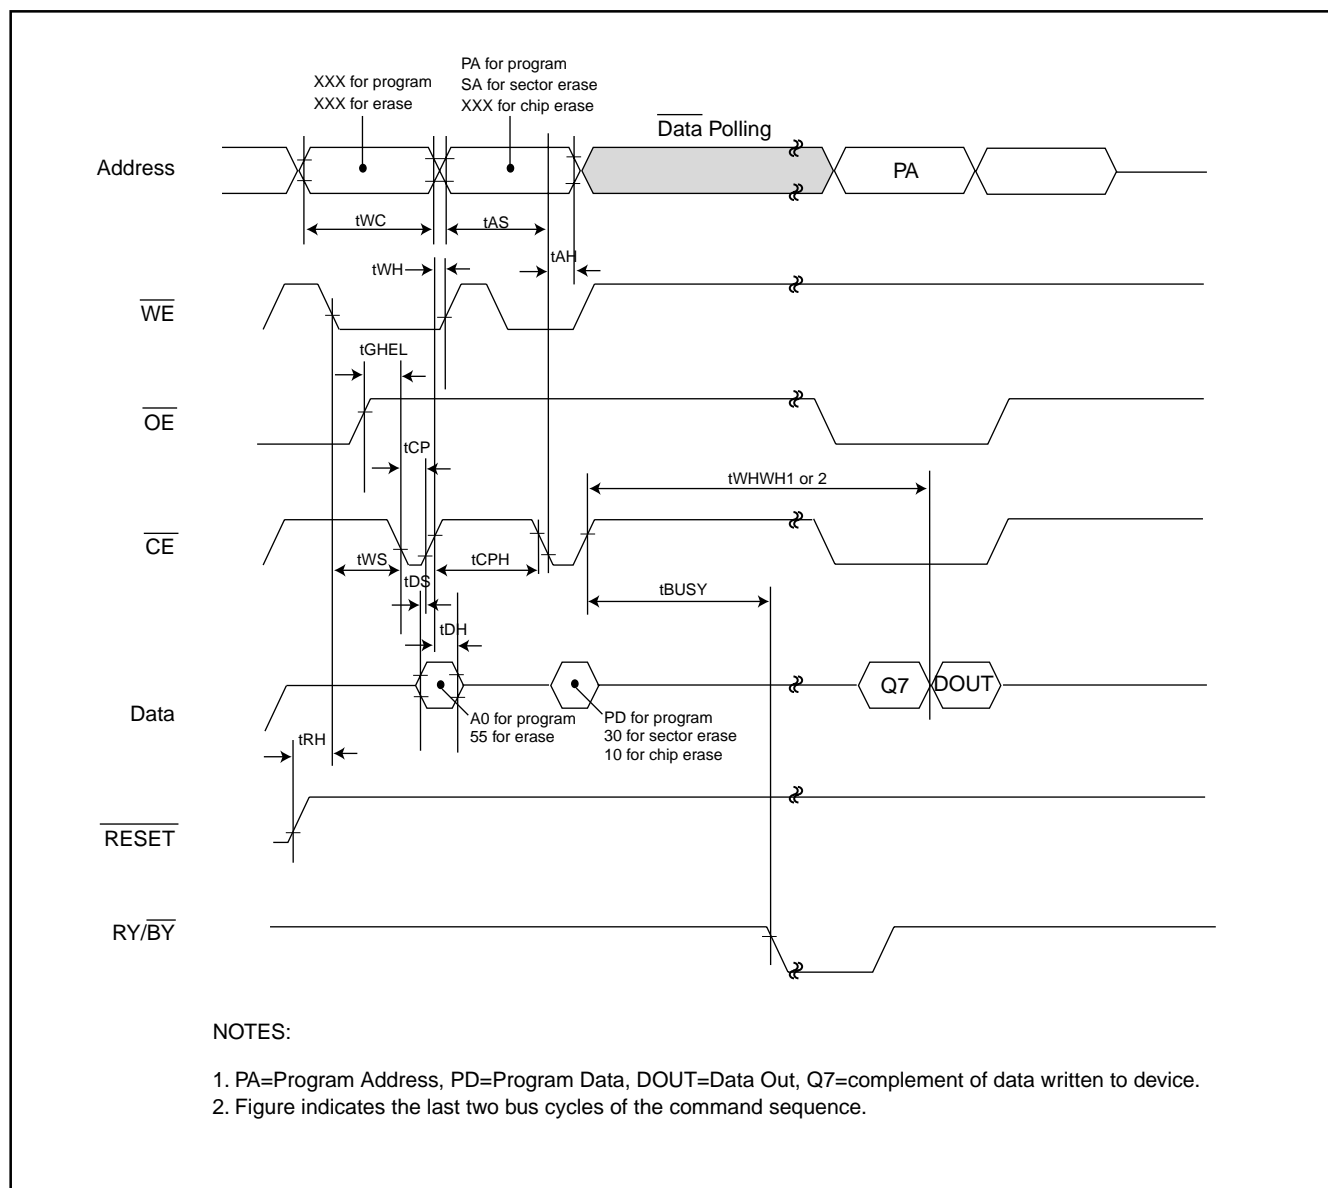 XXX for program
XXX for erase
PA for program
SA for sector erase
XXX for chip erase
Data Polling
Address
PA
tWC
tAS
tAH
tWH
WE
tGHEL
OE
tCP
tWHWH1 or 2
CE
tWS
tCPH
tDS
tBUSY
tDH
Q7
DOUT
Data
A0 for program
55 for erase
PD for program
30 for sector erase
10 for chip erase
tRH
RESET
RY/BY
NOTES:
1. PA=Program Address, PD=Program Data, DOUT=Data Out, Q7=complement of data written to device.
2. Figure indicates the last two bus cycles of the command sequence.